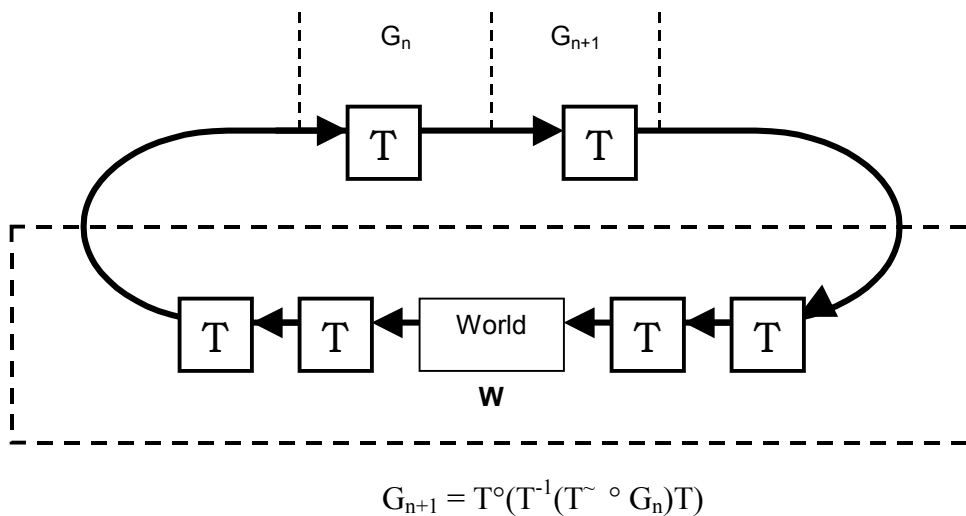 Gₙ Gₙ₊₁
T T
T T World T T
W
Gₙ₊₁ = T°(T⁻¹(T˜ ° Gₙ)T)